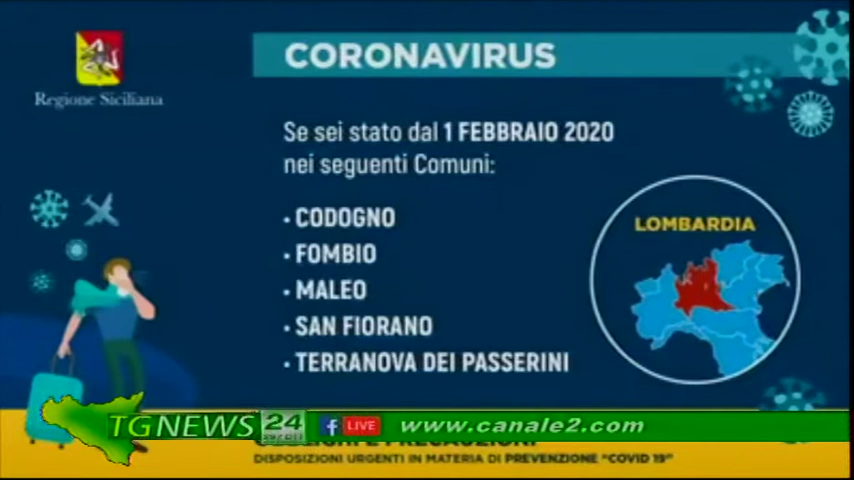 CORONAVIRUS
Regione Siciliana
Se sei stato dal 1 FEBBRAIO 2020
nei seguenti Comuni:
• CODOGNO
• FOMBIO
• MALEO
• SAN FIORANO
• TERRANOVA DEI PASSERINI
LOMBARDIA
TGNEWS 24
f LIVE
www.canale2.com
DISPOSIZIONI URGENTI IN MATERIA DI PREVENZIONE "COVID 19"